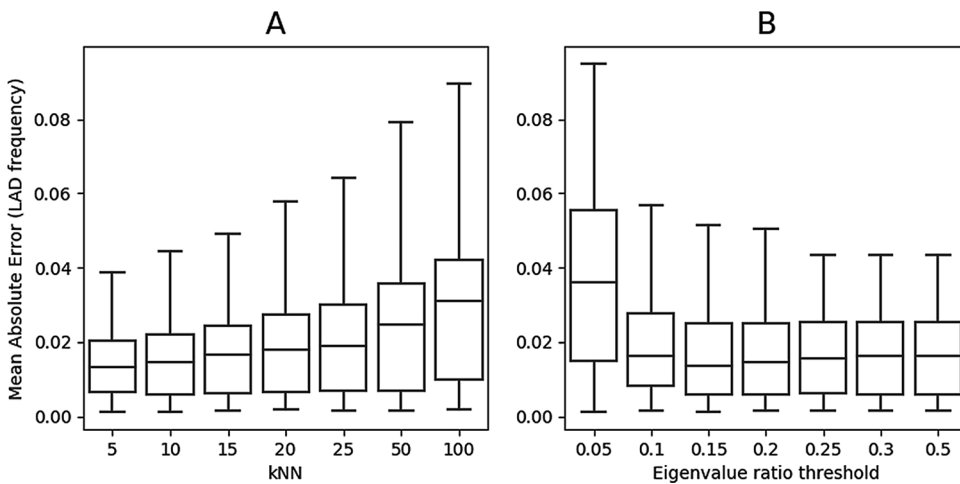 A
Mean Absolute Error (LAD frequency)
0.08
0.06
0.04
0.02
0.00
5 10 15 20 25 50 100
kNN
B
0.08
0.06
0.04
0.02
0.00
0.05 0.1 0.15 0.2 0.25 0.3 0.5
Eigenvalue ratio threshold